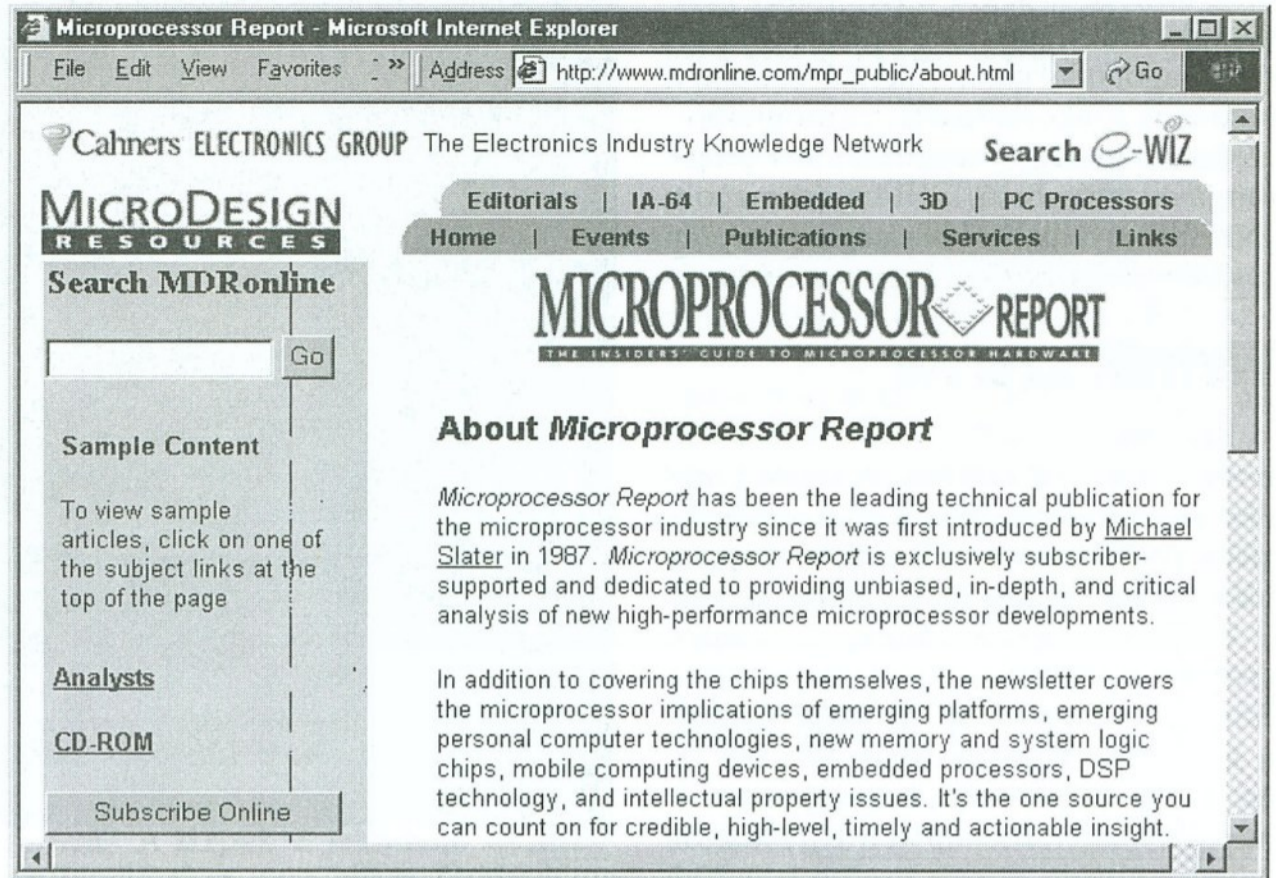 Microprocessor Report - Microsoft Internet Explorer
File Edit View Favorites » Address http://www.mdronline.com/mpr_public/about.html Go
Cahners ELECTRONICS GROUP The Electronics Industry Knowledge Network Search e-WIZ
MICRODESIGN
RESOURCES
Editorials | IA-64 | Embedded | 3D | PC Processors
Home | Events | Publications | Services | Links
Search MDRonline
Go
Sample Content
To view sample
articles, click on one of
the subject links at the
top of the page
Analysts
CD-ROM
Subscribe Online
MICROPROCESSOR REPORT
THE INSIDERS' GUIDE TO MICROPROCESSOR HARDWARE
About Microprocessor Report
Microprocessor Report has been the leading technical publication for
the microprocessor industry since it was first introduced by Michael
Slater in 1987. Microprocessor Report is exclusively subscriber-
supported and dedicated to providing unbiased, in-depth, and critical
analysis of new high-performance microprocessor developments.
In addition to covering the chips themselves, the newsletter covers
the microprocessor implications of emerging platforms, emerging
personal computer technologies, new memory and system logic
chips, mobile computing devices, embedded processors, DSP
technology, and intellectual property issues. It's the one source you
can count on for credible, high-level, timely and actionable insight.